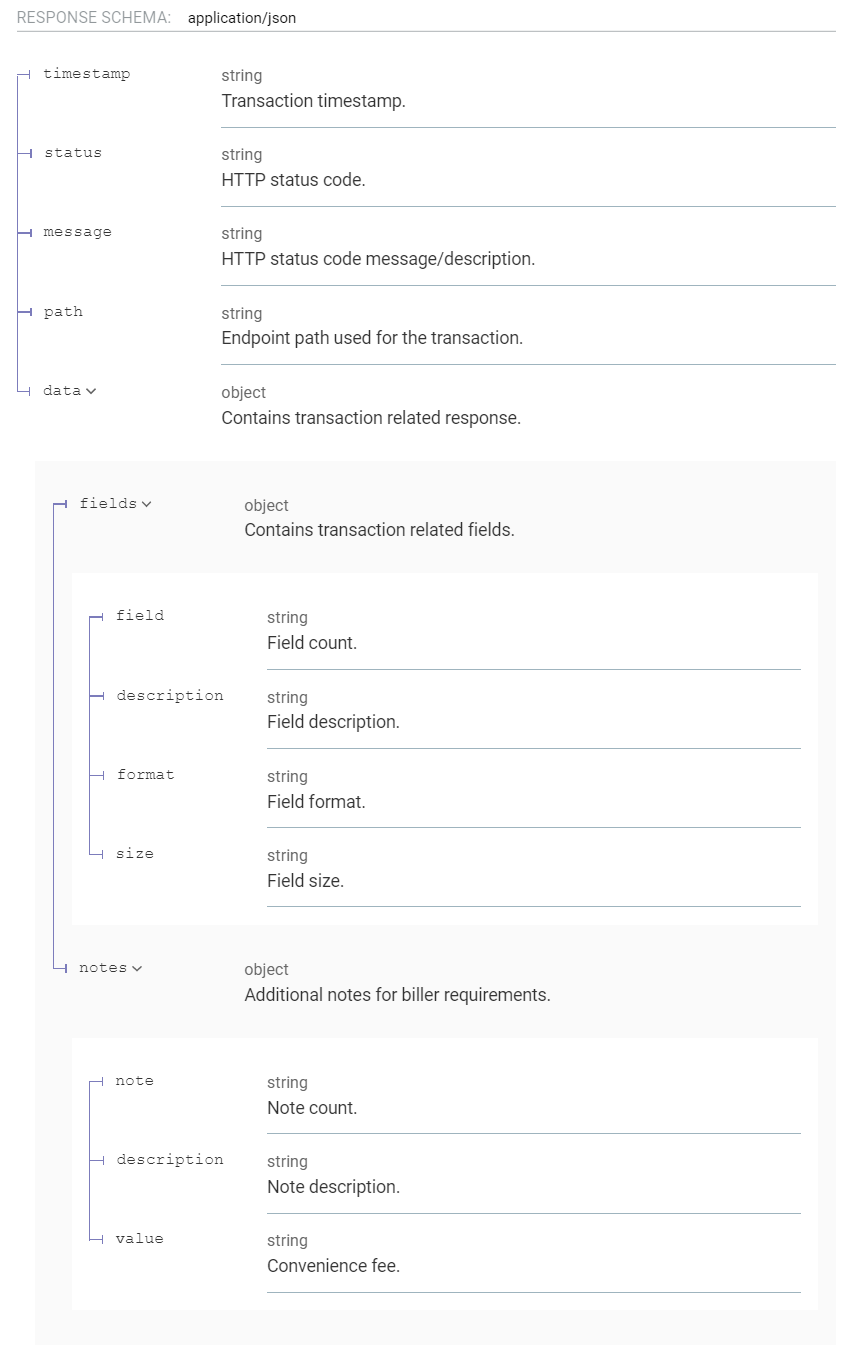 RESPONSE SCHEMA: application/json
timestamp string
Transaction timestamp.
status string
HTTP status code.
message string
HTTP status code message/description.
path string
Endpoint path used for the transaction.
data object
Contains transaction related response.
fields object
Contains transaction related fields.
field string
Field count.
description string
Field description.
format string
Field format.
size string
Field size.
notes object
Additional notes for biller requirements.
note string
Note count.
description string
Note description.
value string
Convenience fee.